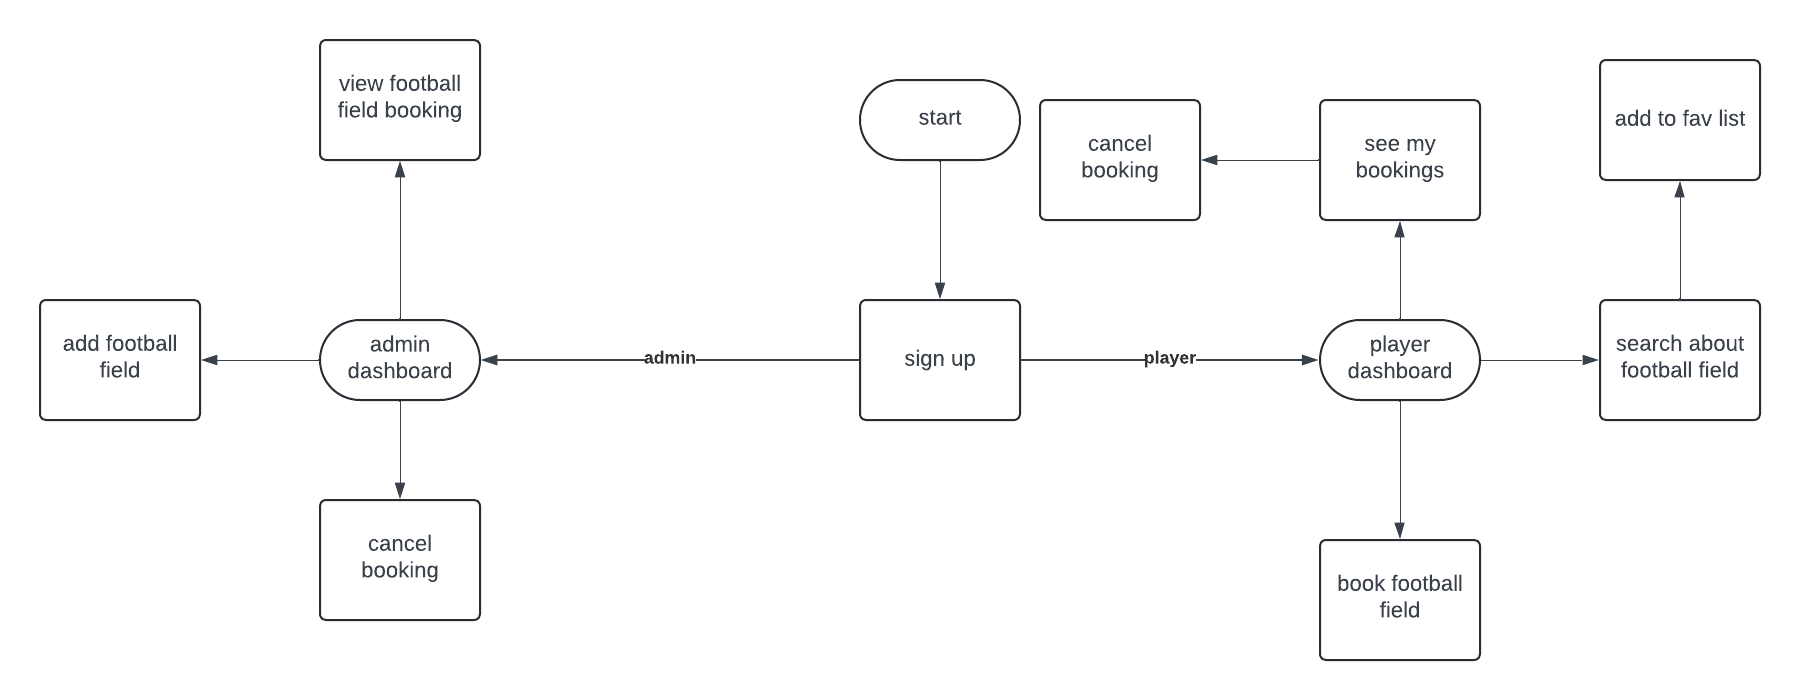 view football
field booking
start
cancel
booking
see my
bookings
add to fav list
add football
field
admin
dashboard
admin
sign up
player
player
dashboard
search about
football field
cancel
booking
book football
field